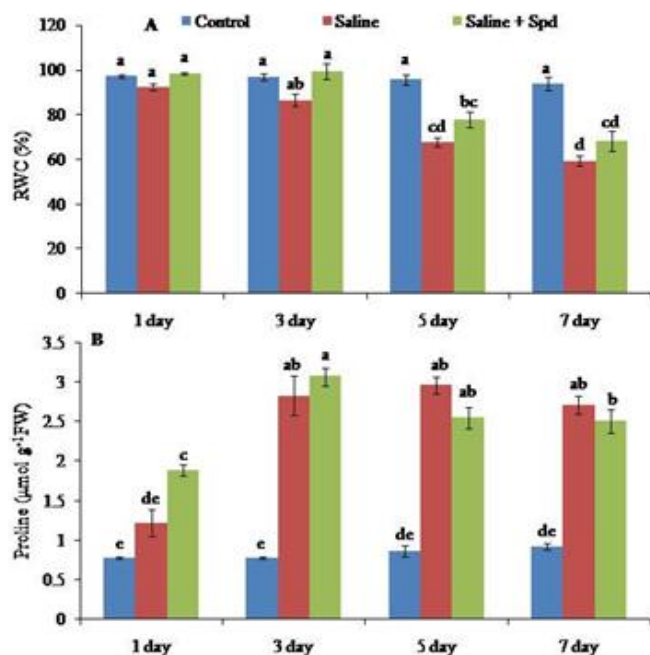 A
Control Saline Saline + Spd
RWC (%)
120
100
80
60
40
20
0
a a a a ab a a cd bc a d cd
1 day 3 day 5 day 7 day
B
Proline (µmol g⁻¹FW)
3.5
3
2.5
2
1.5
1
0.5
0
e de c e ab a de ab ab de ab b
1 day 3 day 5 day 7 day